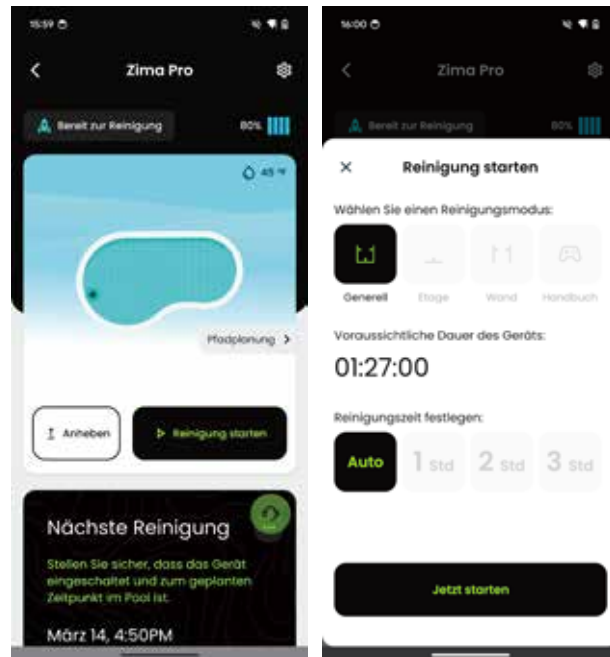 15:59
Zima Pro
Bereit zur Reinigung
80%
45 °F
Pfadplanung >
Anheben
Reinigung starten
Nächste Reinigung
Stellen Sie sicher, dass das Gerät
eingeschaltet und zum geplanten
Zeitpunkt im Pool ist.
März 14, 4:50PM
16:00
Zima Pro
Bereit zur Reinigung
80%
Reinigung starten
Wählen Sie einen Reinigungsmodus:
Generell Etage Wand Handbuch
Voraussichtliche Dauer des Geräts:
01:27:00
Reinigungszeit festlegen:
Auto 1 Std 2 Std 3 Std
Jetzt starten